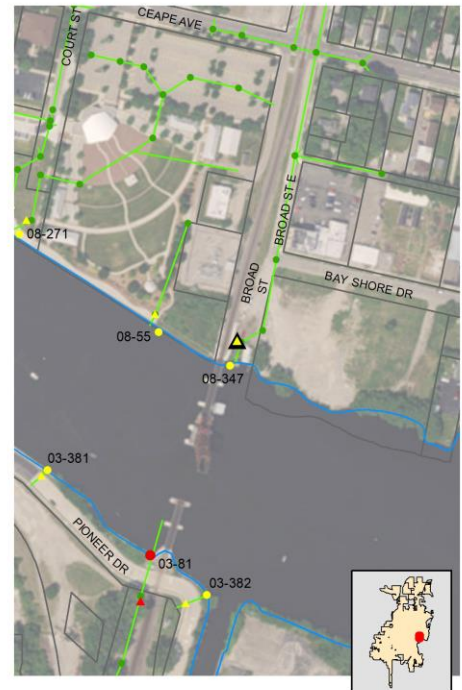 CEAPE AVE
COURT ST
BROAD ST E
08-271
BROAD
ST
BAY SHORE DR
08-55
08-347
03-381
PIONEER DR
03-81
03-382